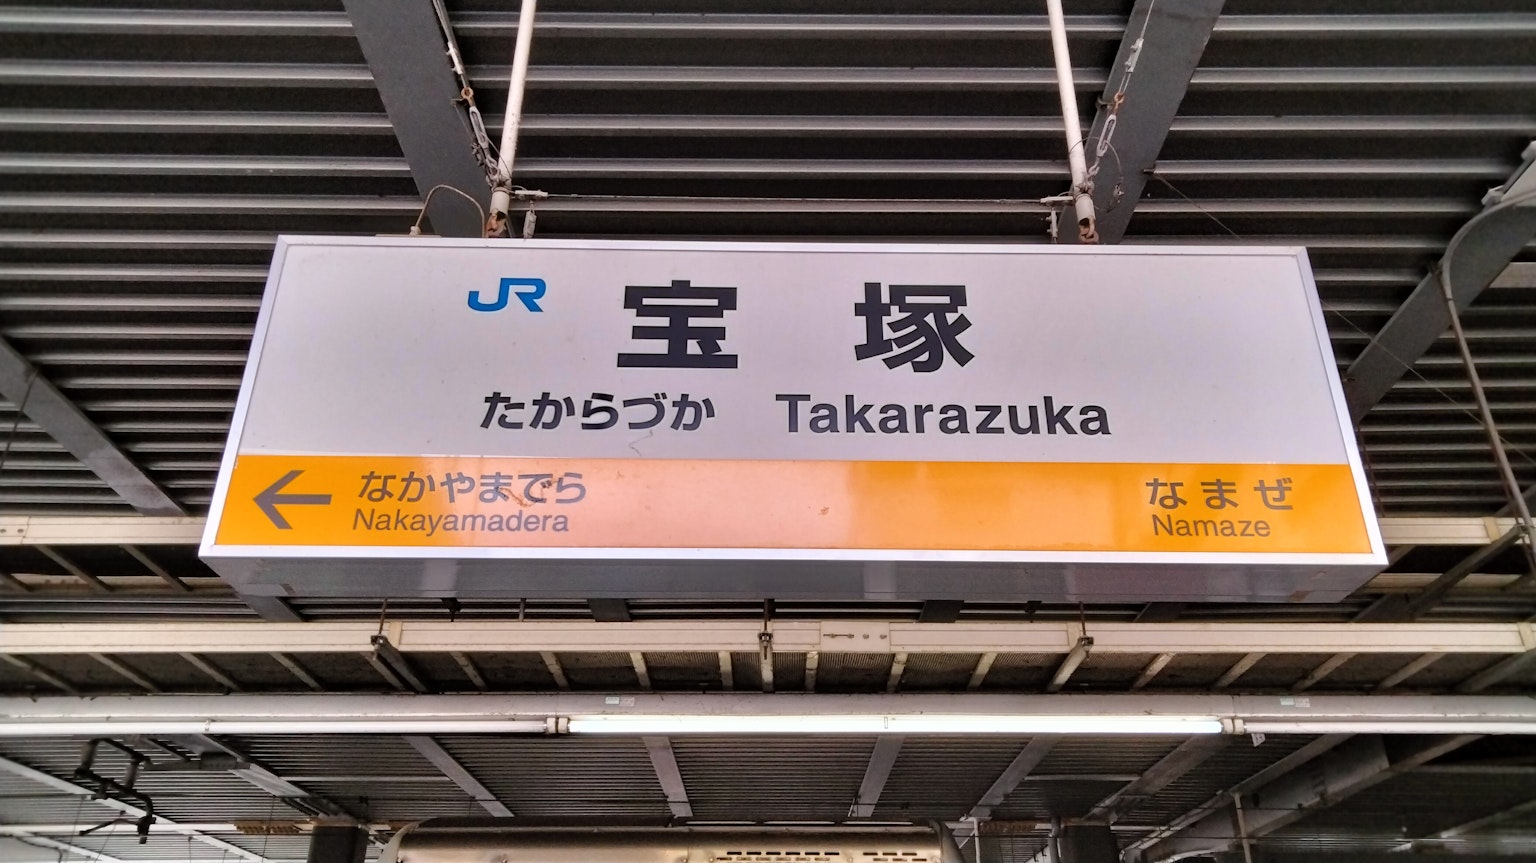 JR 宝塚
たからづか Takarazuka
なかやまでら なまぜ
Nakayamadera Namaze